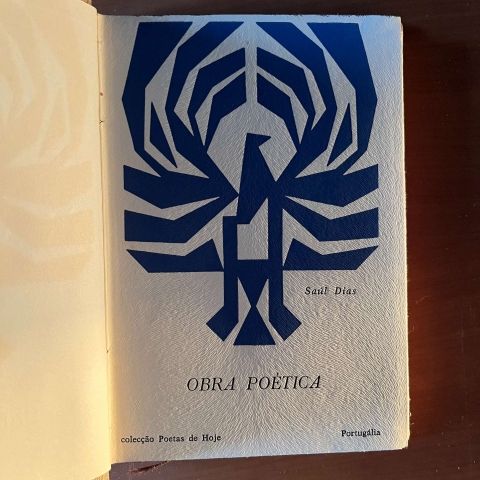 Saúl Dias
OBRA POÉTICA
colecção Poetas de Hoje
Portugália